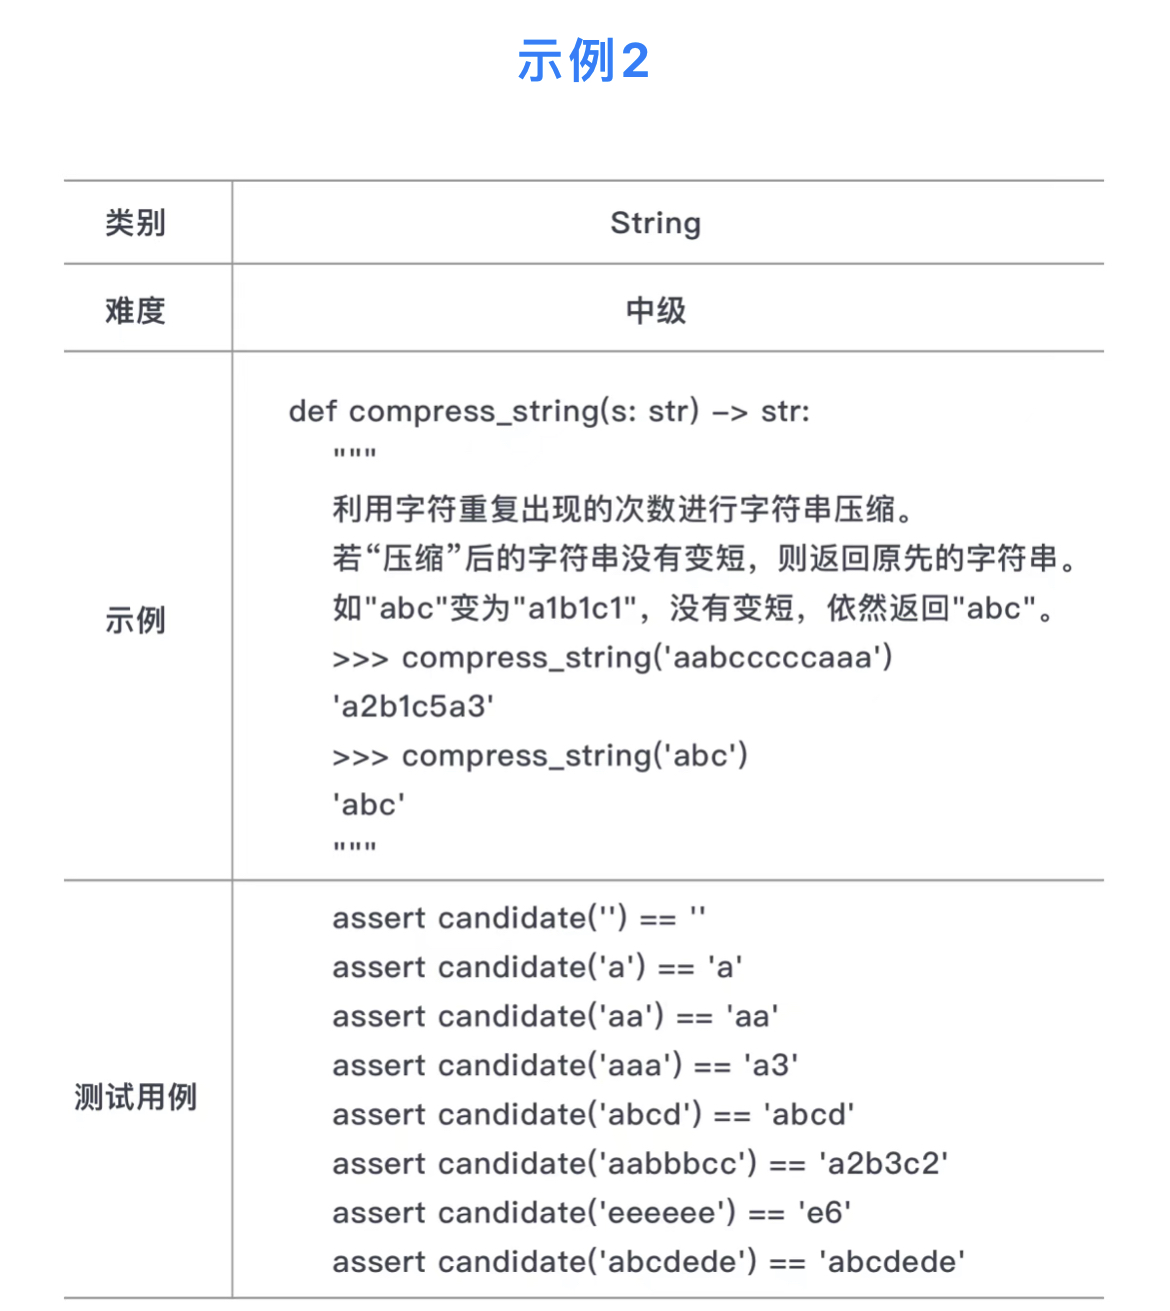 示例2
类别
String
难度
中级
示例
def compress_string(s: str) –> str:
"""
利用字符重复出现的次数进行字符串压缩。
若“压缩”后的字符串没有变短，则返回原先的字符串。
如"abc"变为"a1b1c1"，没有变短，依然返回"abc"。
>>> compress_string('aabcccccaaa')
'a2b1c5a3'
>>> compress_string('abc')
'abc'
"""
测试用例
assert candidate('') == ''
assert candidate('a') == 'a'
assert candidate('aa') == 'aa'
assert candidate('aaa') == 'a3'
assert candidate('abcd') == 'abcd'
assert candidate('aabbbcc') == 'a2b3c2'
assert candidate('eeeeee') == 'e6'
assert candidate('abcdede') == 'abcdede'